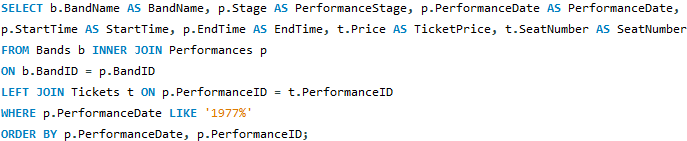 SELECT b.BandName AS BandName, p.Stage AS PerformanceStage, p.PerformanceDate AS PerformanceDate,
p.StartTime AS StartTime, p.EndTime AS EndTime, t.Price AS TicketPrice, t.SeatNumber AS SeatNumber
FROM Bands b INNER JOIN Performances p
ON b.BandID = p.BandID
LEFT JOIN Tickets t ON p.PerformanceID = t.PerformanceID
WHERE p.PerformanceDate LIKE '1977%'
ORDER BY p.PerformanceDate, p.PerformanceID;